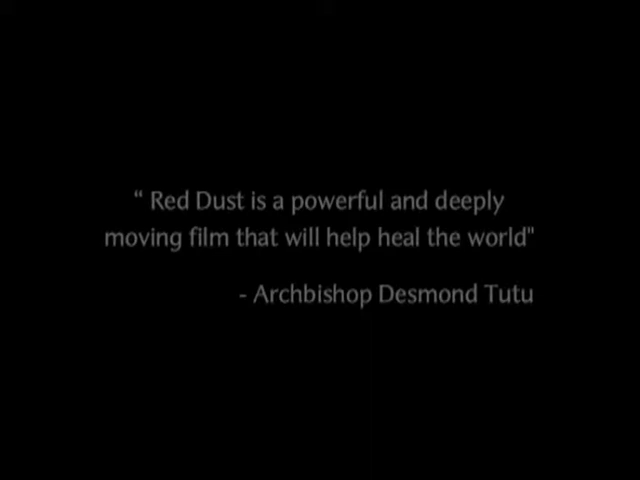 “ Red Dust is a powerful and deeply
moving film that will help heal the world"
- Archbishop Desmond Tutu